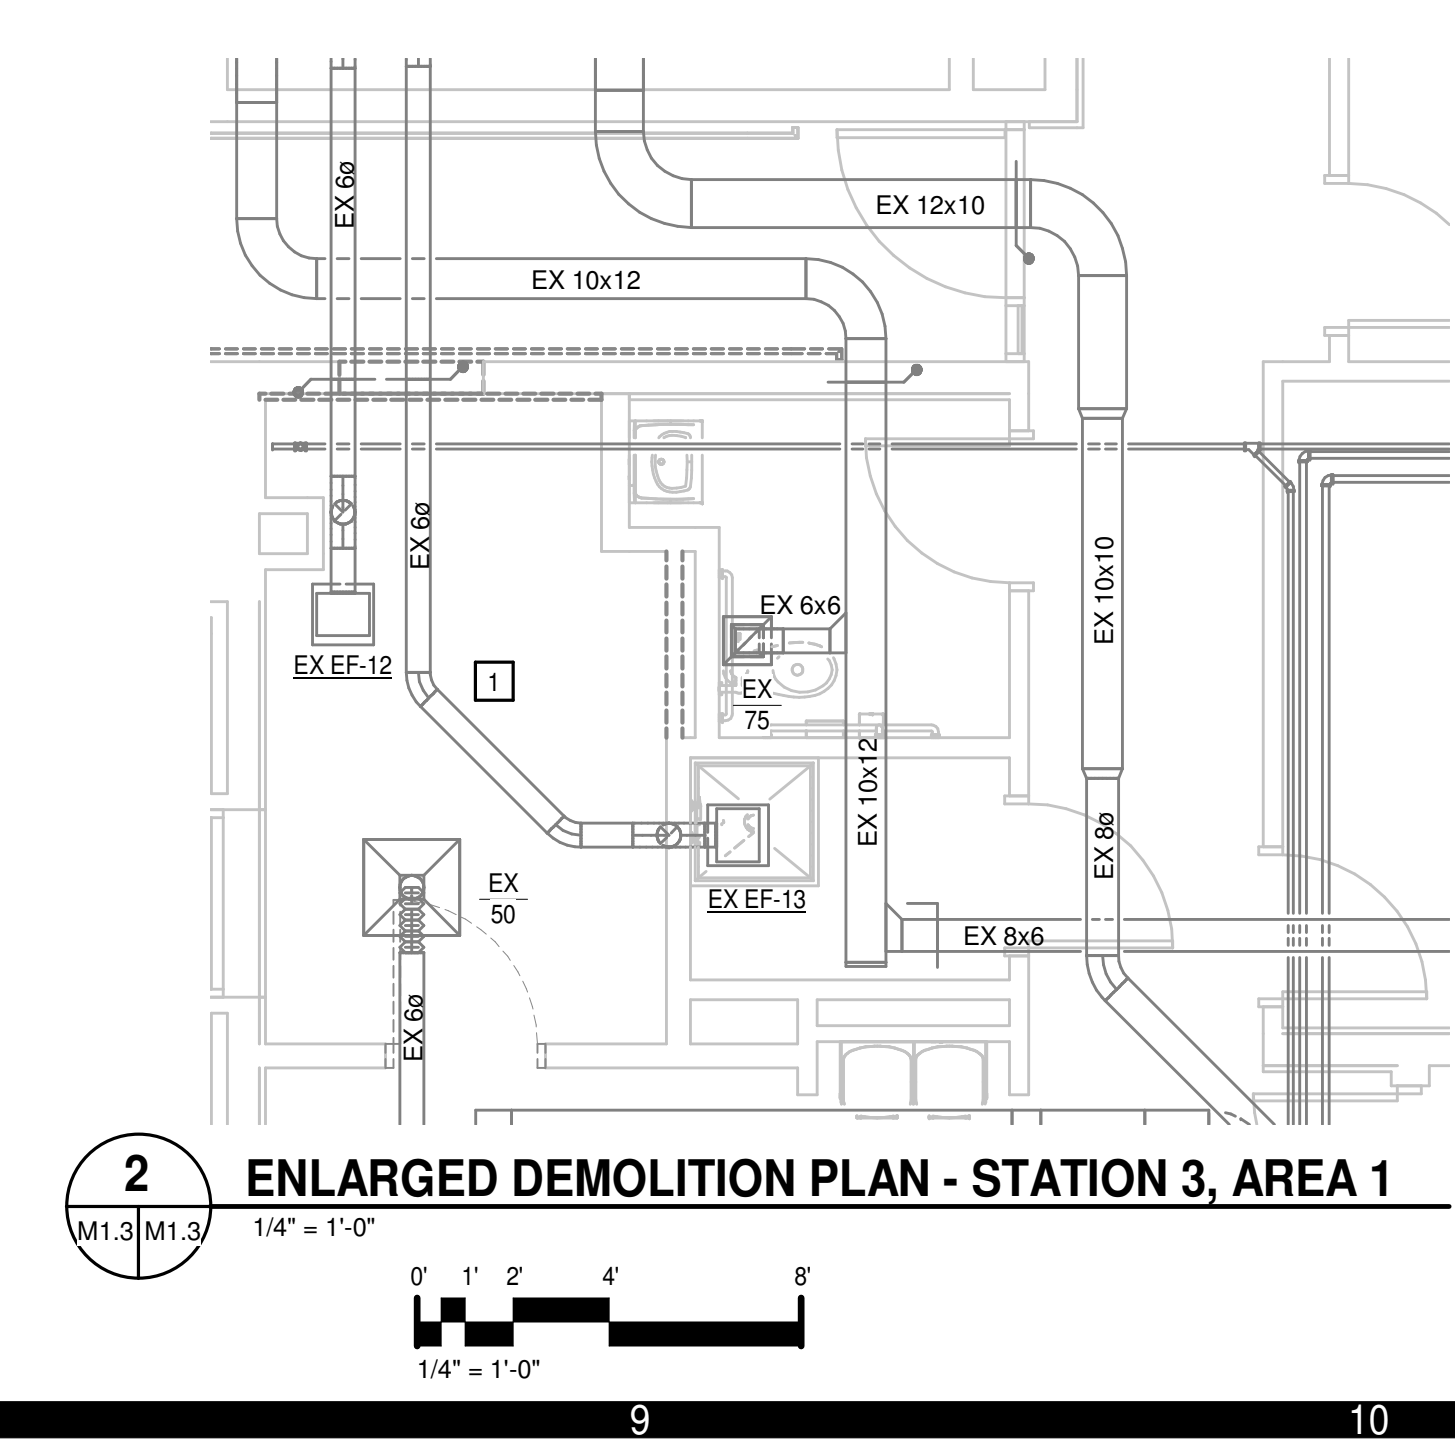 EX 6ø
EX 12x10
EX 10x12
EX 6ø
EX 10x10
EX 6x6
EX EF-12
1
EX
75
EX 10x12
EX 8ø
EX
50
EX EF-13
EX 8x6
EX 6ø
2
M1.3
M1.3
ENLARGED DEMOLITION PLAN - STATION 3, AREA 1
1/4" = 1'-0"
0' 1' 2' 4' 8'
1/4" = 1'-0"
9
10